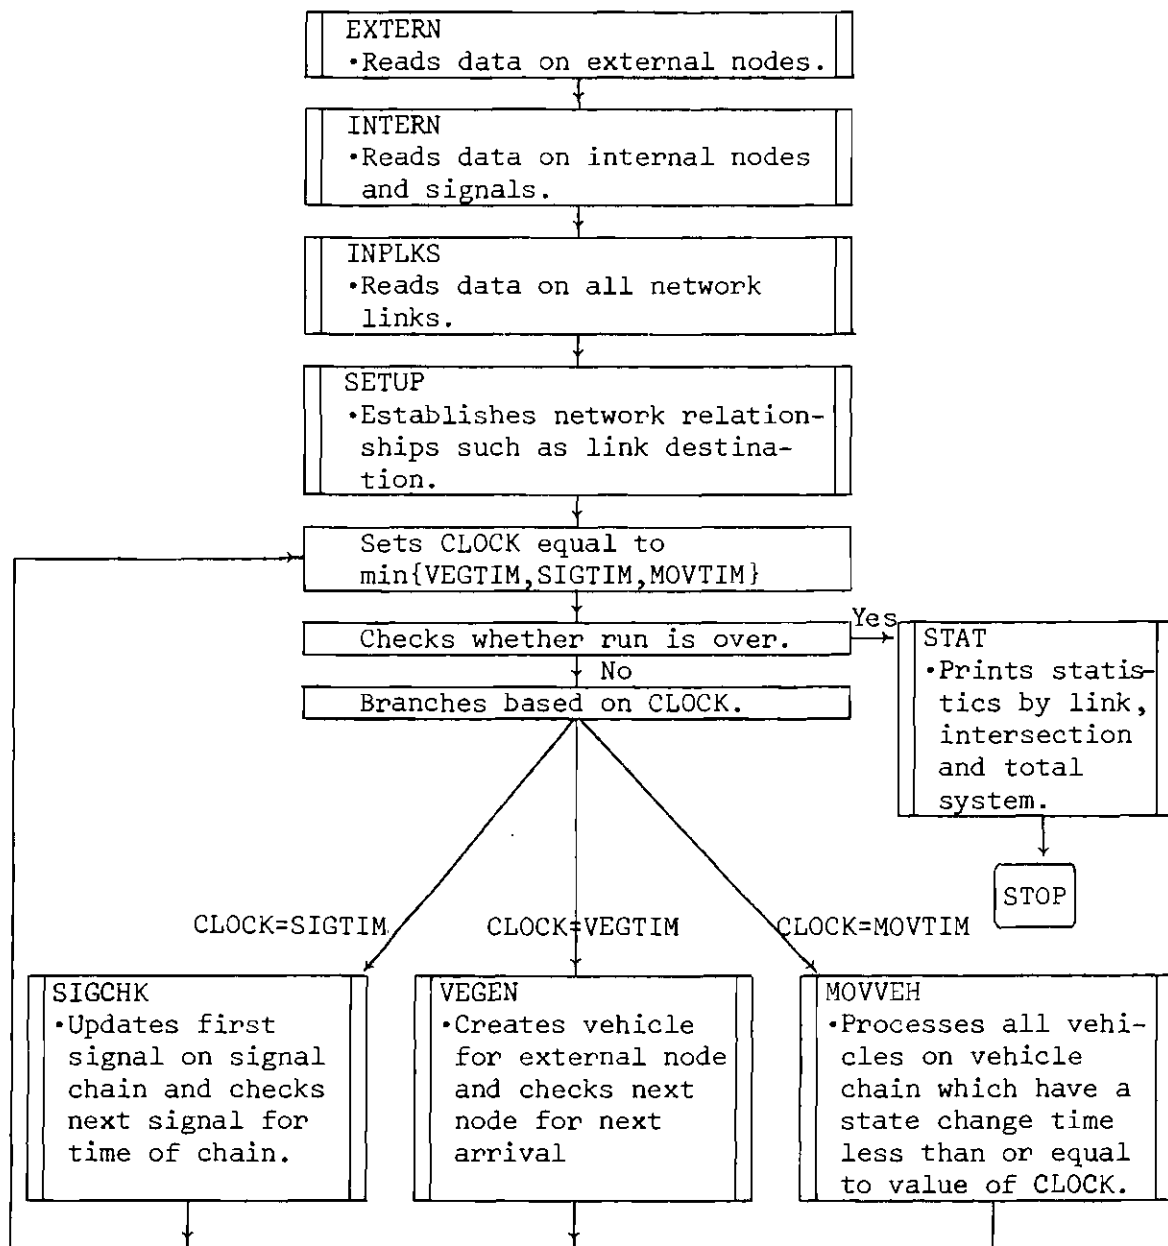 EXTERN
•Reads data on external nodes.
INTERN
•Reads data on internal nodes
and signals.
INPLKS
•Reads data on all network
links.
SETUP
•Establishes network relation-
ships such as link destina-
tion.
Sets CLOCK equal to
min{VEGTIM,SIGTIM,MOVTIM}
Checks whether run is over.
Yes
No
Branches based on CLOCK.
STAT
•Prints statis-
tics by link,
intersection
and total
system.
STOP
CLOCK=SIGTIM
CLOCK=VEGTIM
CLOCK=MOVTIM
SIGCHK
•Updates first
signal on signal
chain and checks
next signal for
time of chain.
VEGEN
•Creates vehicle
for external node
and checks next
node for next
arrival
MOVVEH
•Processes all vehi-
cles on vehicle
chain which have a
state change time
less than or equal
to value of CLOCK.